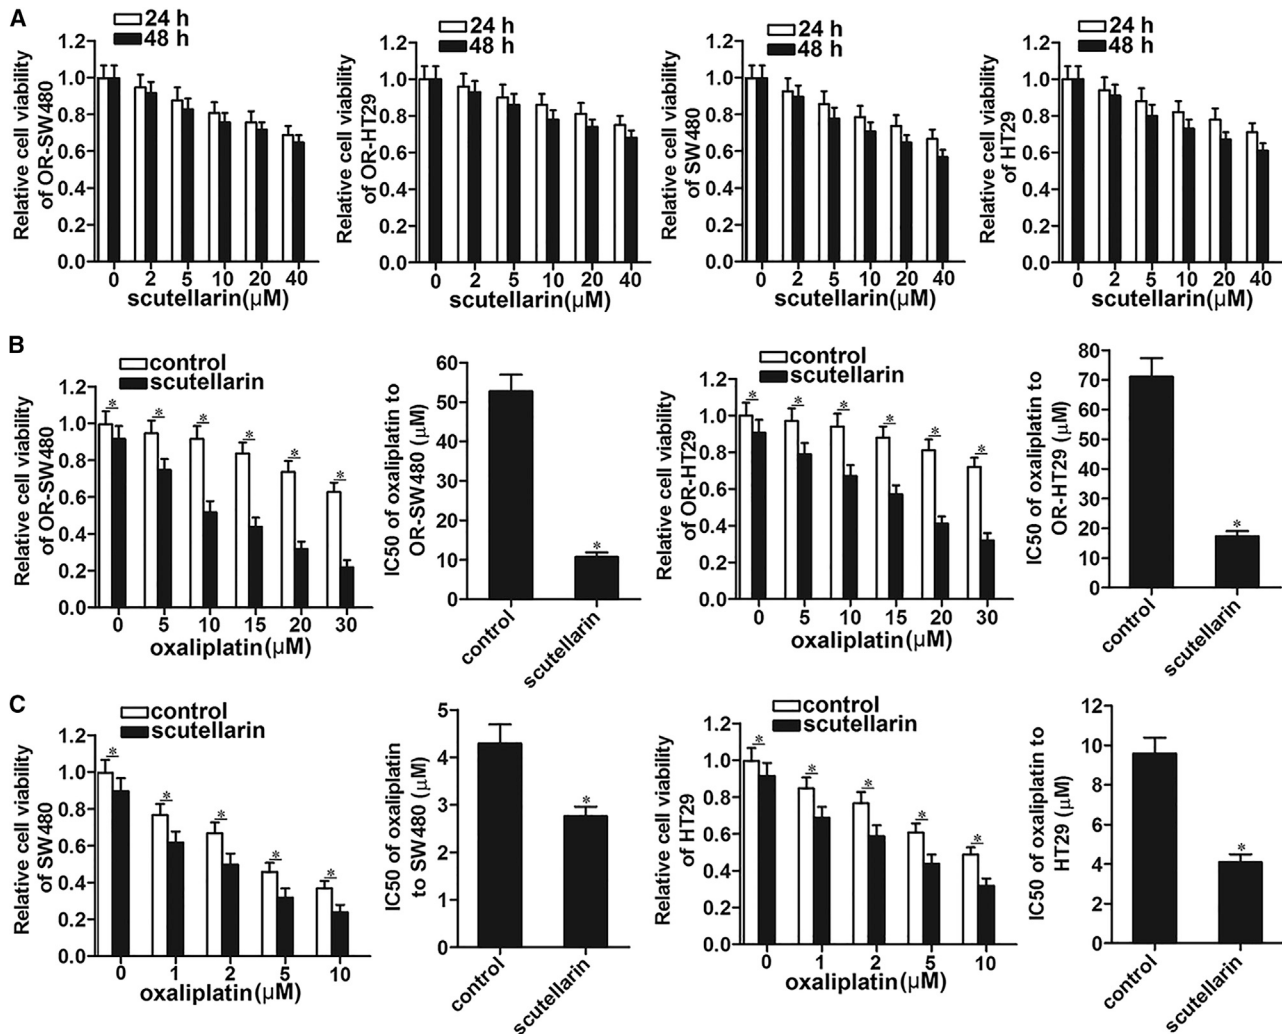 A
24 h
48 h
Relative cell viability
of OR-SW480
1.2
1.0
0.8
0.6
0.4
0.2
0.0
0 2 5 10 20 40
scutellarin(μM)
24 h
48 h
Relative cell viability
of OR-HT29
1.2
1.0
0.8
0.6
0.4
0.2
0.0
0 2 5 10 20 40
scutellarin(μM)
24 h
48 h
Relative cell viability
of SW480
1.2
1.0
0.8
0.6
0.4
0.2
0.0
0 2 5 10 20 40
scutellarin(μM)
24 h
48 h
Relative cell viability
of HT29
1.2
1.0
0.8
0.6
0.4
0.2
0.0
0 2 5 10 20 40
scutellarin(μM)
B
control
scutellarin
Relative cell viability
of OR-SW480
1.2
1.0
0.8
0.6
0.4
0.2
0.0
* * * * * *
0 5 10 15 20 30
oxaliplatin(μM)
IC50 of oxaliplatin to
OR-SW480 (μM)
60
50
40
30
20
10
0
*
control
scutellarin
control
scutellarin
Relative cell viability
of OR-HT29
1.2
1.0
0.8
0.6
0.4
0.2
0.0
* * * * * *
0 5 10 15 20 30
oxaliplatin(μM)
IC50 of oxaliplatin to
OR-HT29 (μM)
80
70
60
50
40
30
20
10
0
*
control
scutellarin
C
control
scutellarin
Relative cell viability
of SW480
1.2
1.0
0.8
0.6
0.4
0.2
0.0
* * * * *
0 1 2 5 10
oxaliplatin(μM)
IC50 of oxaliplatin
to SW480 (μM)
5
4
3
2
1
0
*
control
scutellarin
control
scutellarin
Relative cell viability
of HT29
1.2
1.0
0.8
0.6
0.4
0.2
0.0
* * * * *
0 1 2 5 10
oxaliplatin(μM)
IC50 of oxaliplatin to
HT29 (μM)
12
10
8
6
4
2
0
*
control
scutellarin